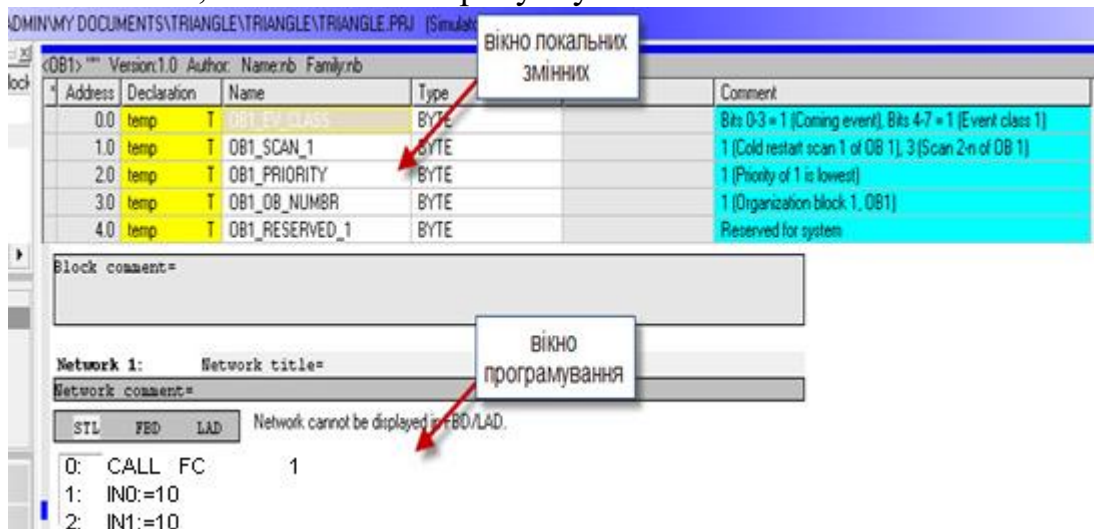 ADMIN\MY DOCUMENTS\TRIANGLE\TRIANGLE\TRIANGLE.PRJ (Simulat
вікно локальних
змінних
<OB1> "" Version:1.0 Author: Name:nb Family:nb
lock
* Address Declaration Name Type Comment
0.0 temp T OB1_EV_CLASS BYTE Bits 0-3 = 1 (Coming event), Bits 4-7 = 1 (Event class 1)
1.0 temp T OB1_SCAN_1 BYTE 1 (Cold restart scan 1 of OB 1), 3 (Scan 2-n of OB 1)
2.0 temp T OB1_PRIORITY BYTE 1 (Priority of 1 is lowest)
3.0 temp T OB1_OB_NUMBR BYTE 1 (Organization block 1, OB1)
4.0 temp T OB1_RESERVED_1 BYTE Reserved for system
Block comment=
вікно
програмування
Network 1: Network title=
Network comment=
STL FBD LAD Network cannot be displayed in FBD/LAD.
0: CALL FC 1
1: IN0:=10
2: IN1:=10